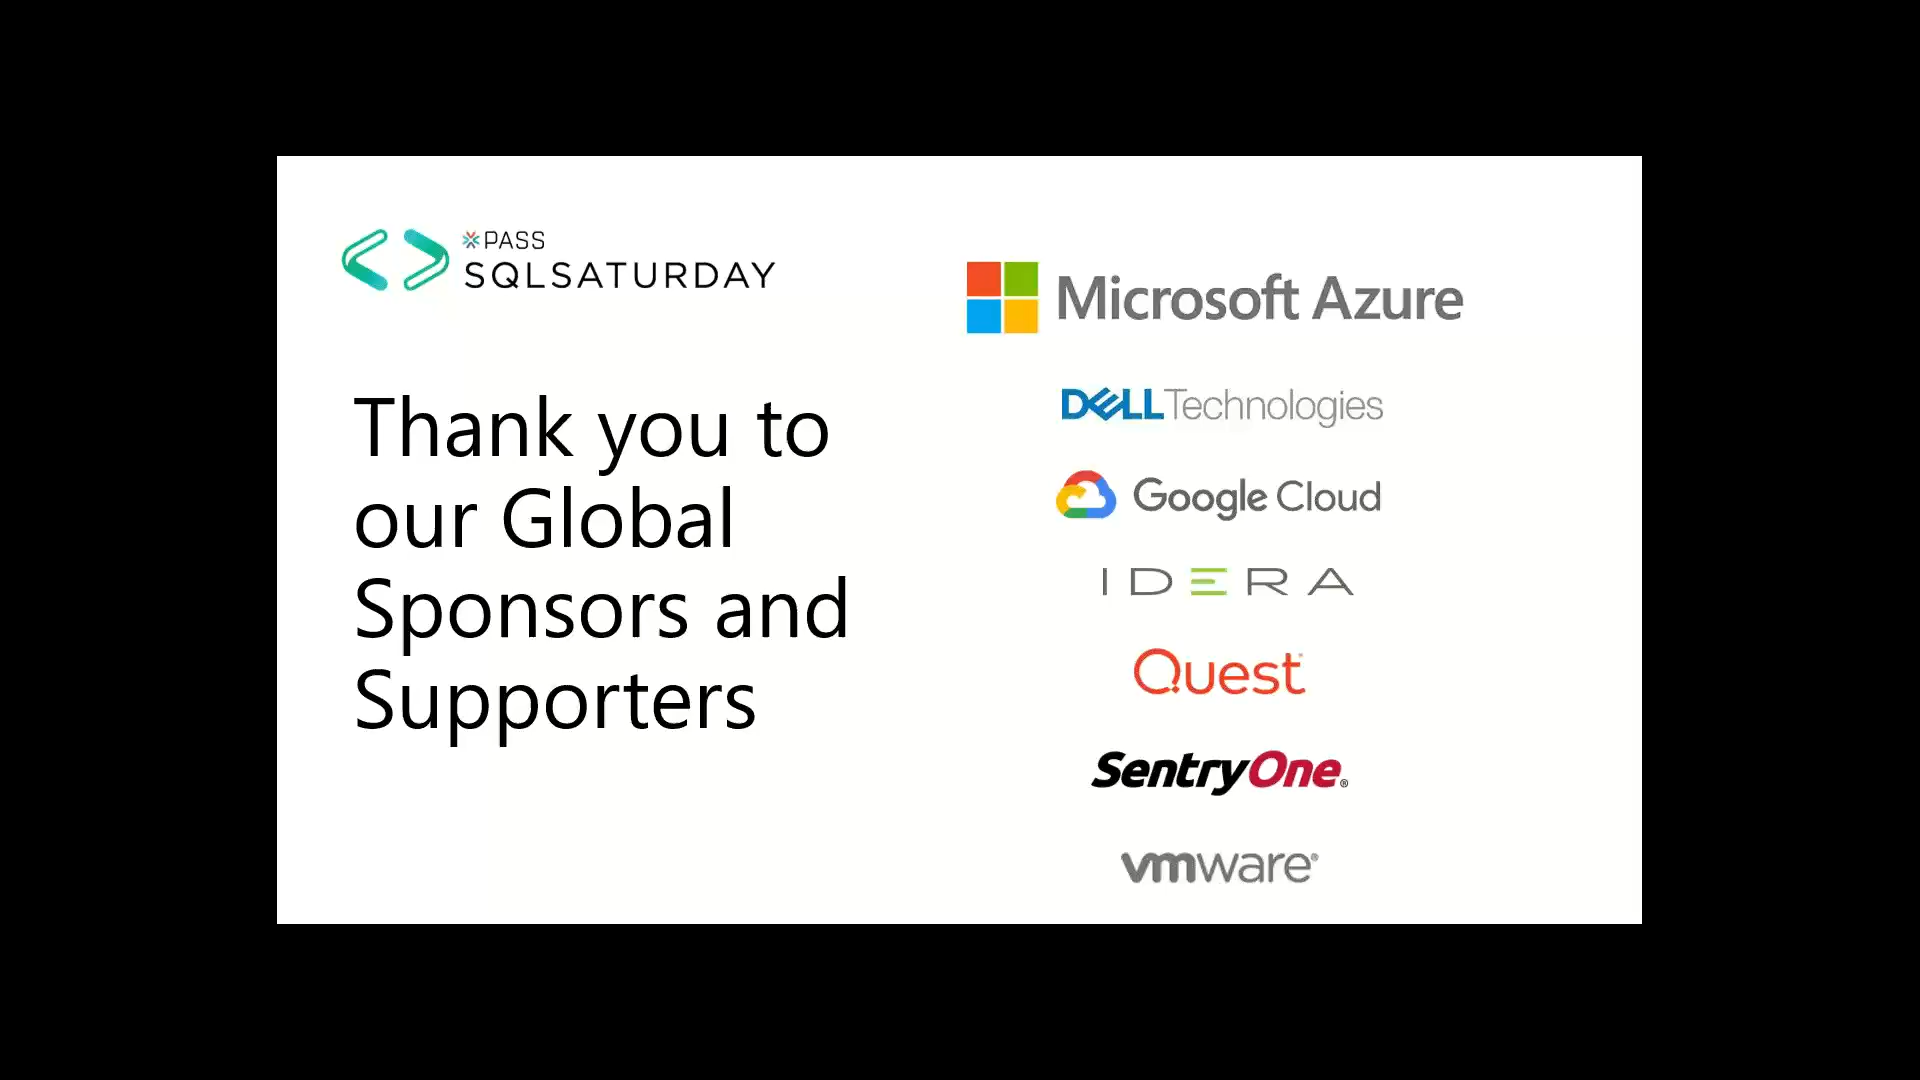 PASS
SQLSATURDAY
Thank you to
our Global
Sponsors and
Supporters
Microsoft Azure
DELL Technologies
Google Cloud
IDERA
Quest
SentryOne®
vmware®